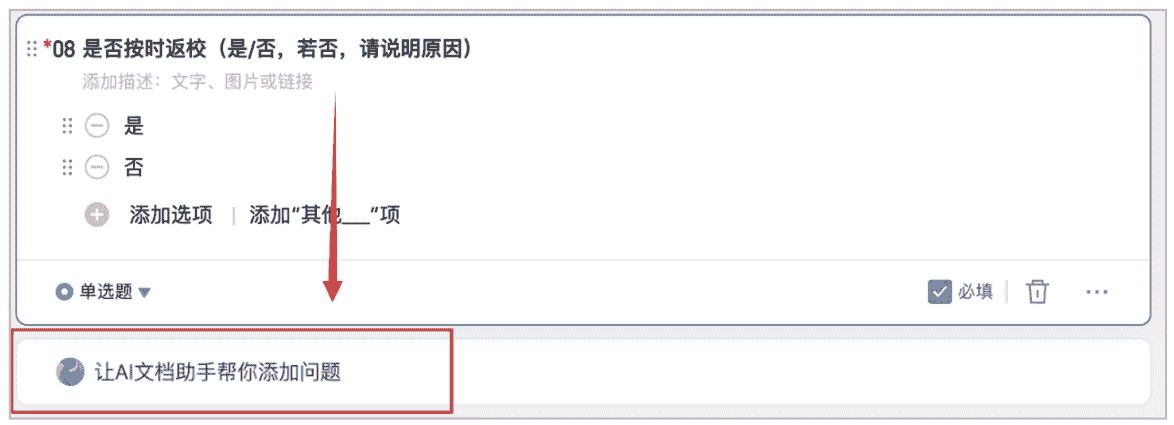 *08 是否按时返校（是/否，若否，请说明原因）
添加描述：文字、图片或链接
是
否
添加选项 | 添加“其他___”项
单选题 必填
让AI文档助手帮你添加问题